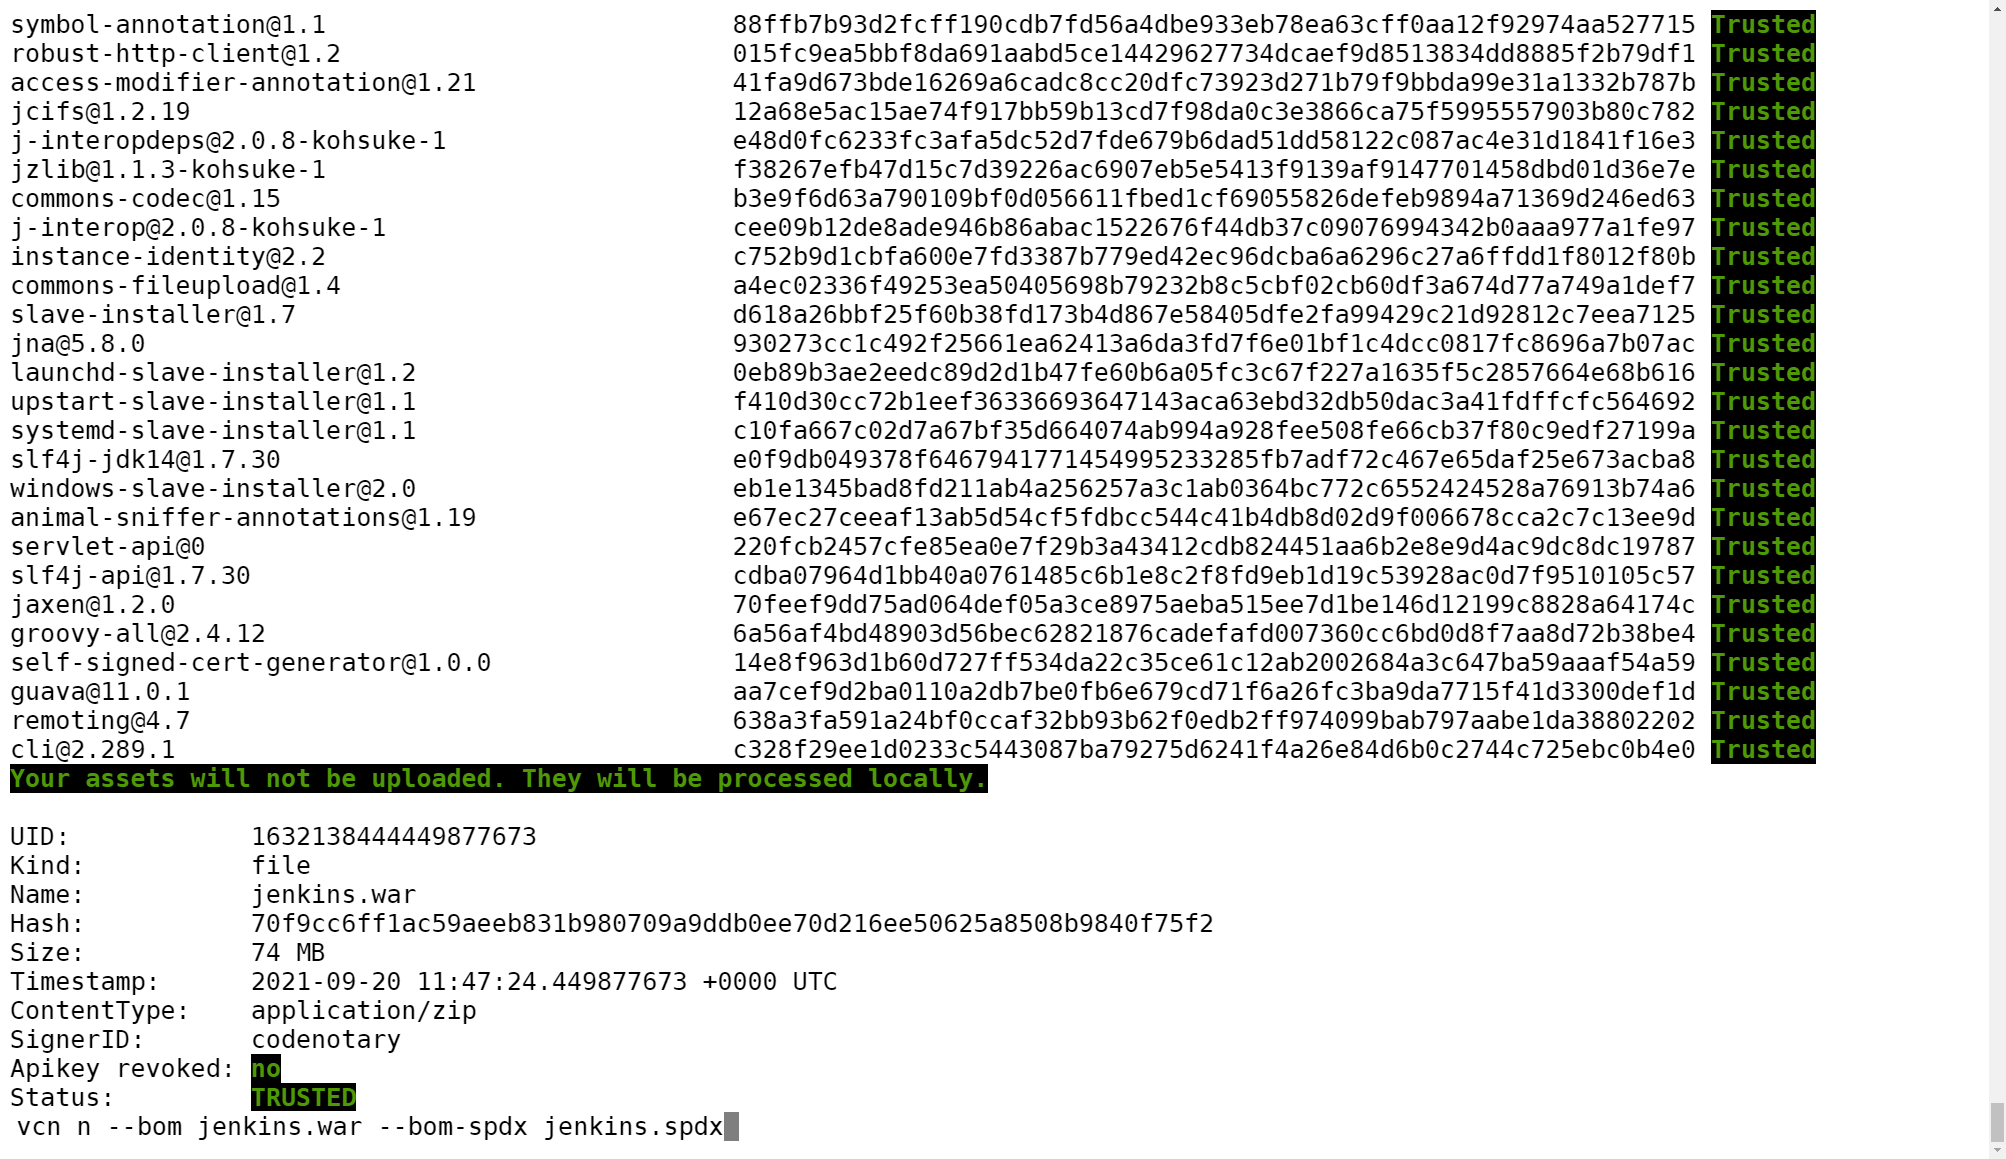 symbol-annotation@1.1 88ffb7b93d2fcff190cdb7fd56a4dbe933eb78ea63cff0aa12f92974aa527715 Trusted
robust-http-client@1.2 015fc9ea5bbf8da691aabd5ce14429627734dcaef9d8513834dd8885f2b79df1 Trusted
access-modifier-annotation@1.21 41fa9d673bde16269a6cadc8cc20dfc73923d271b79f9bbda99e31a1332b787b Trusted
jcifs@1.2.19 12a68e5ac15ae74f917bb59b13cd7f98da0c3e3866ca75f5995557903b80c782 Trusted
j-interopdeps@2.0.8-kohsuke-1 e48d0fc6233fc3afa5dc52d7fde679b6dad51dd58122c087ac4e31d1841f16e3 Trusted
jzlib@1.1.3-kohsuke-1 f38267efb47d15c7d39226ac6907eb5e5413f9139af9147701458dbd01d36e7e Trusted
commons-codec@1.15 b3e9f6d63a790109bf0d056611fbed1cf69055826defeb9894a71369d246ed63 Trusted
j-interop@2.0.8-kohsuke-1 cee09b12de8ade946b86abac1522676f44db37c09076994342b0aaa977a1fe97 Trusted
instance-identity@2.2 c752b9d1cbfa600e7fd3387b779ed42ec96dcba6a6296c27a6ffdd1f8012f80b Trusted
commons-fileupload@1.4 a4ec02336f49253ea50405698b79232b8c5cbf02cb60df3a674d77a749a1def7 Trusted
slave-installer@1.7 d618a26bbf25f60b38fd173b4d867e58405dfe2fa99429c21d92812c7eea7125 Trusted
jna@5.8.0 930273cc1c492f25661ea62413a6da3fd7f6e01bf1c4dcc0817fc8696a7b07ac Trusted
launchd-slave-installer@1.2 0eb89b3ae2eedc89d2d1b47fe60b6a05fc3c67f227a1635f5c2857664e68b616 Trusted
upstart-slave-installer@1.1 f410d30cc72b1eef36336693647143aca63ebd32db50dac3a41fdffcfc564692 Trusted
systemd-slave-installer@1.1 c10fa667c02d7a67bf35d664074ab994a928fee508fe66cb37f80c9edf27199a Trusted
slf4j-jdk14@1.7.30 e0f9db049378f6467941771454995233285fb7adf72c467e65daf25e673acba8 Trusted
windows-slave-installer@2.0 eb1e1345bad8fd211ab4a256257a3c1ab0364bc772c6552424528a76913b74a6 Trusted
animal-sniffer-annotations@1.19 e67ec27ceeaf13ab5d54cf5fdbcc544c41b4db8d02d9f006678cca2c7c13ee9d Trusted
servlet-api@0 220fcb2457cfe85ea0e7f29b3a43412cdb824451aa6b2e8e9d4ac9dc8dc19787 Trusted
slf4j-api@1.7.30 cdba07964d1bb40a0761485c6b1e8c2f8fd9eb1d19c53928ac0d7f9510105c57 Trusted
jaxen@1.2.0 70feef9dd75ad064def05a3ce8975aeba515ee7d1be146d12199c8828a64174c Trusted
groovy-all@2.4.12 6a56af4bd48903d56bec62821876cadefafd007360cc6bd0d8f7aa8d72b38be4 Trusted
self-signed-cert-generator@1.0.0 14e8f963d1b60d727ff534da22c35ce61c12ab2002684a3c647ba59aaaf54a59 Trusted
guava@11.0.1 aa7cef9d2ba0110a2db7be0fb6e679cd71f6a26fc3ba9da7715f41d3300def1d Trusted
remoting@4.7 638a3fa591a24bf0ccaf32bb93b62f0edb2ff974099bab797aabe1da38802202 Trusted
cli@2.289.1 c328f29ee1d0233c5443087ba79275d6241f4a26e84d6b0c2744c725ebc0b4e0 Trusted
Your assets will not be uploaded. They will be processed locally.
UID: 1632138444449877673
Kind: file
Name: jenkins.war
Hash: 70f9cc6ff1ac59aeeb831b980709a9ddb0ee70d216ee50625a8508b9840f75f2
Size: 74 MB
Timestamp: 2021-09-20 11:47:24.449877673 +0000 UTC
ContentType: application/zip
SignerID: codenotary
Apikey revoked: no
Status: TRUSTED
vcn n --bom jenkins.war --bom-spdx jenkins.spdx